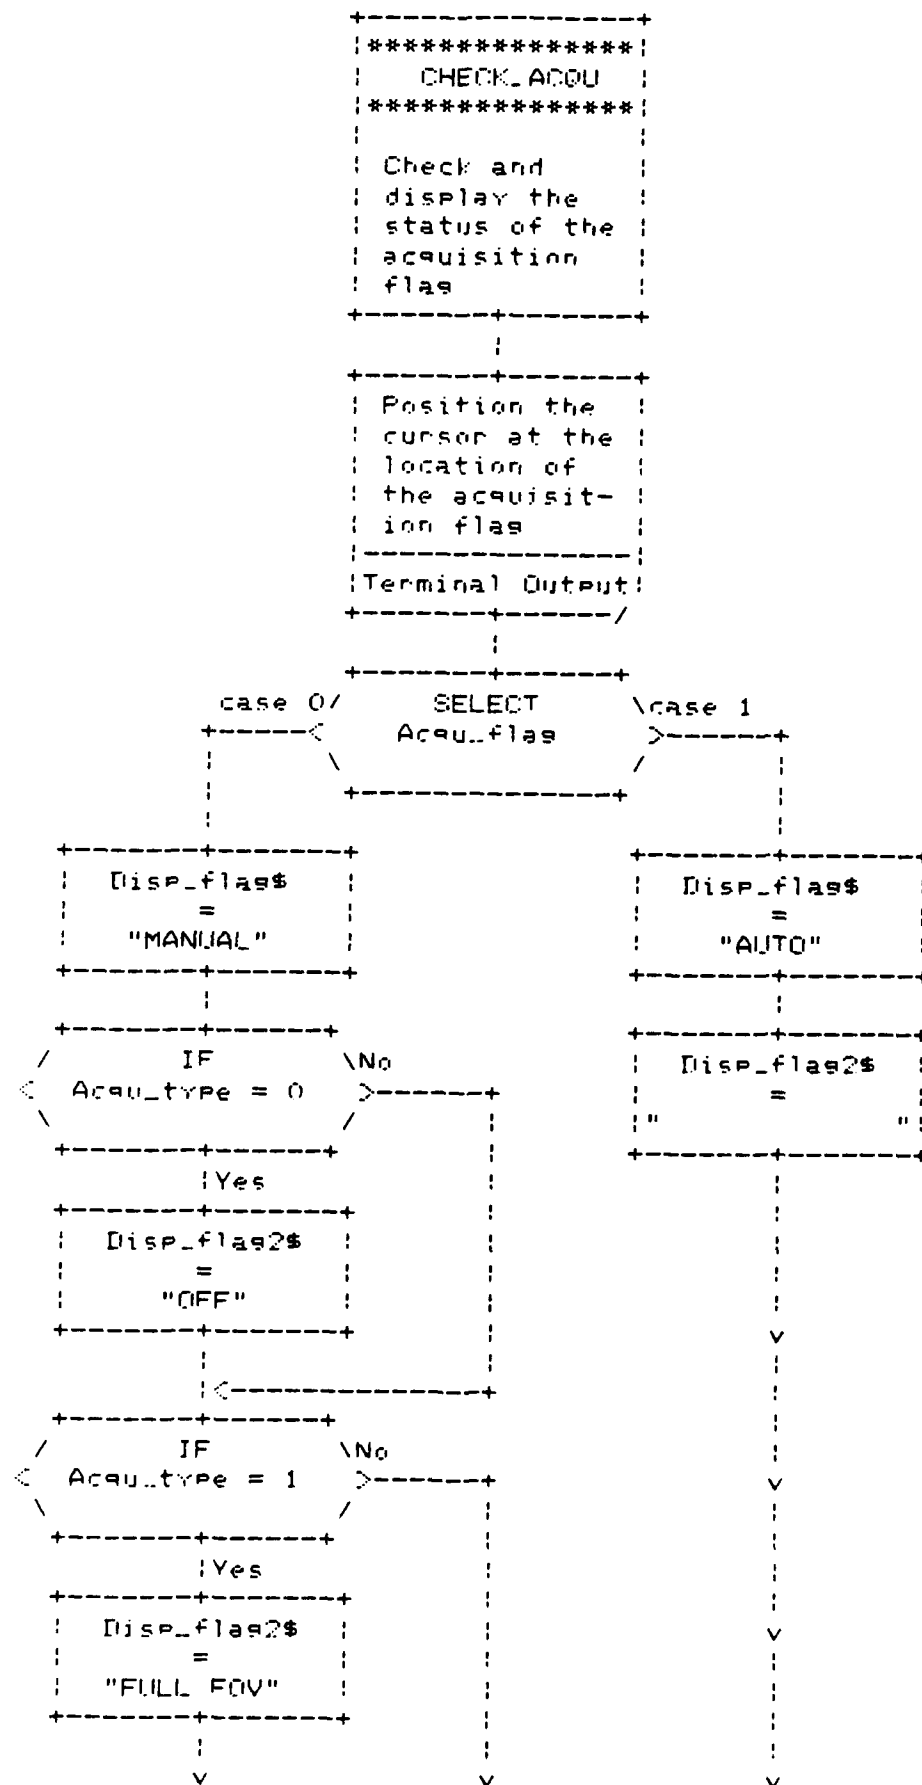 ***************
CHECK_ACQU
***************
Check and
display the
status of the
acquisition
flag
Position the
cursor at the
location of
the acquisit-
ion flag
Terminal Output
case 0 SELECT case 1
Acqu_flag
Disp_flag$ Disp_flag$
= =
"MANUAL" "AUTO"
IF No Disp_flag2$
Acqu_type = 0 =
" "
Yes
Disp_flag2$
=
"OFF"
IF No
Acqu_type = 1
Yes
Disp_flag2$
=
"FULL FOV"